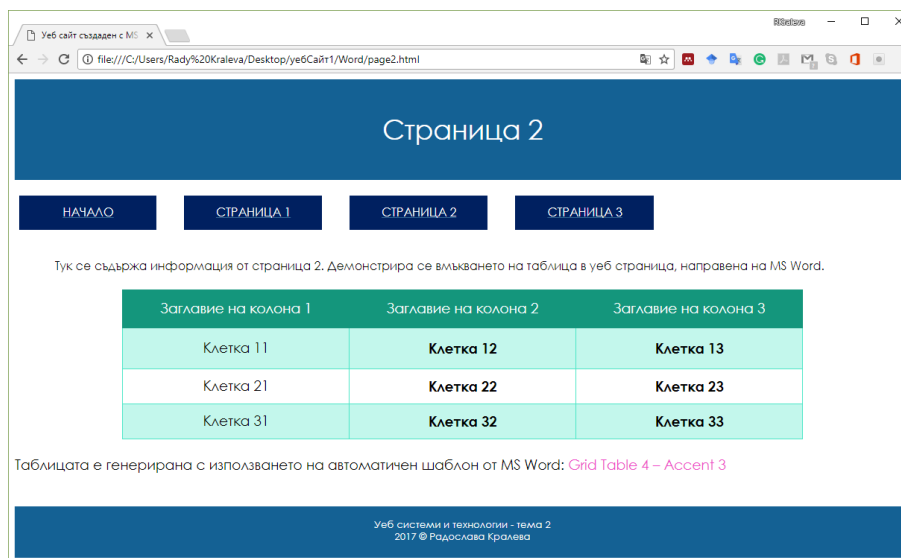 RKraleva
Уеб сайт създаден с MS
file:///C:/Users/Rady%20Kraleva/Desktop/уебСайт1/Word/page2.html
Страница 2
НАЧАЛО СТРАНИЦА 1 СТРАНИЦА 2 СТРАНИЦА 3
Тук се съдържа информация от страница 2. Демонстрира се вмъкването на таблица в уеб страница, направена на MS Word.
Заглавие на колона 1 Заглавие на колона 2 Заглавие на колона 3
Клетка 11 Клетка 12 Клетка 13
Клетка 21 Клетка 22 Клетка 23
Клетка 31 Клетка 32 Клетка 33
Таблицата е генерирана с използването на автоматичен шаблон от MS Word: Grid Table 4 – Accent 3
Уеб системи и технологии - тема 2
2017 © Радослава Кралева